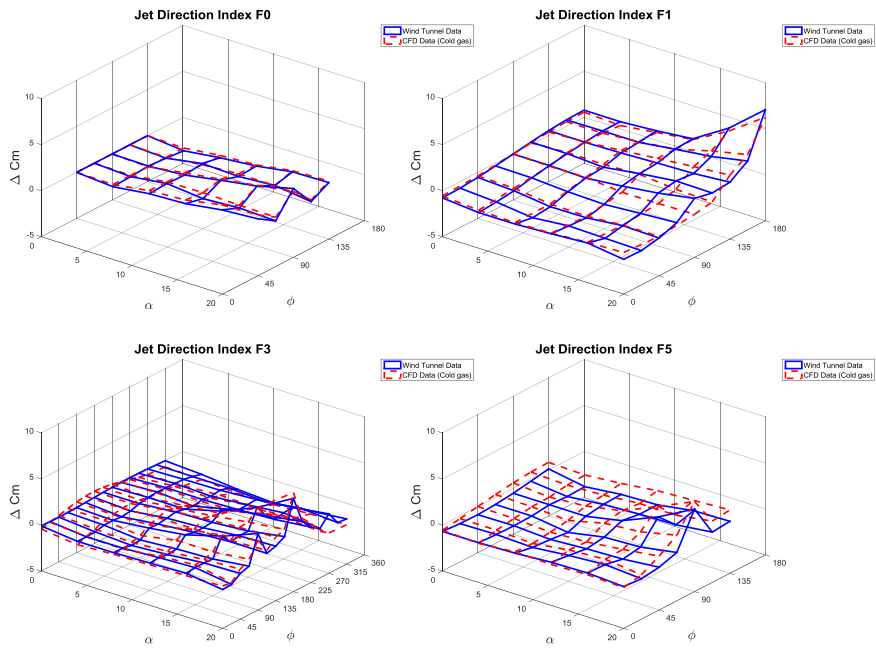 Jet Direction Index F0
Wind Tunnel Data
CFD Data (Cold gas)
10
5
0
-5
Δ Cm
0
5
10
15
20
α
0
45
90
135
180
ϕ
Jet Direction Index F1
Wind Tunnel Data
CFD Data (Cold gas)
10
5
0
-5
Δ Cm
0
5
10
15
20
α
0
45
90
135
180
ϕ
Jet Direction Index F3
Wind Tunnel Data
CFD Data (Cold gas)
10
5
0
-5
Δ Cm
0
5
10
15
20
α
0
45
90
135
180
225
270
315
360
ϕ
Jet Direction Index F5
Wind Tunnel Data
CFD Data (Cold gas)
10
5
0
-5
Δ Cm
0
5
10
15
20
α
0
45
90
135
180
ϕ